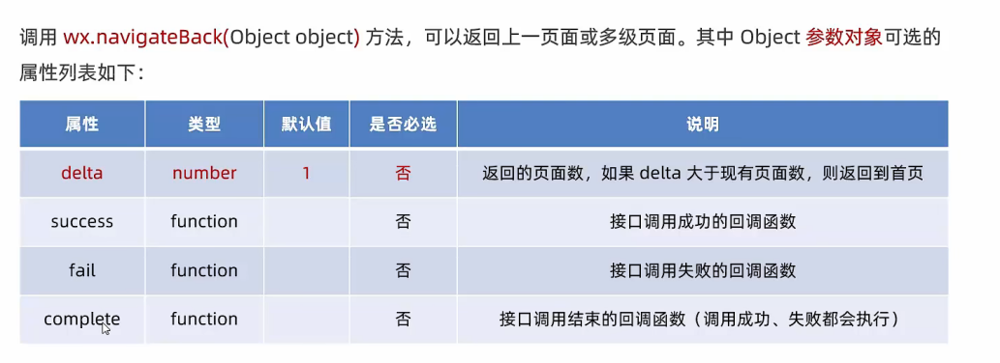 调用 wx.navigateBack(Object object) 方法，可以返回上一页面或多级页面。其中 Object 参数对象可选的
属性列表如下：
属性 类型 默认值 是否必选 说明
delta number 1 否 返回的页面数，如果 delta 大于现有页面数，则返回到首页
success function 否 接口调用成功的回调函数
fail function 否 接口调用失败的回调函数
complete function 否 接口调用结束的回调函数（调用成功、失败都会执行）